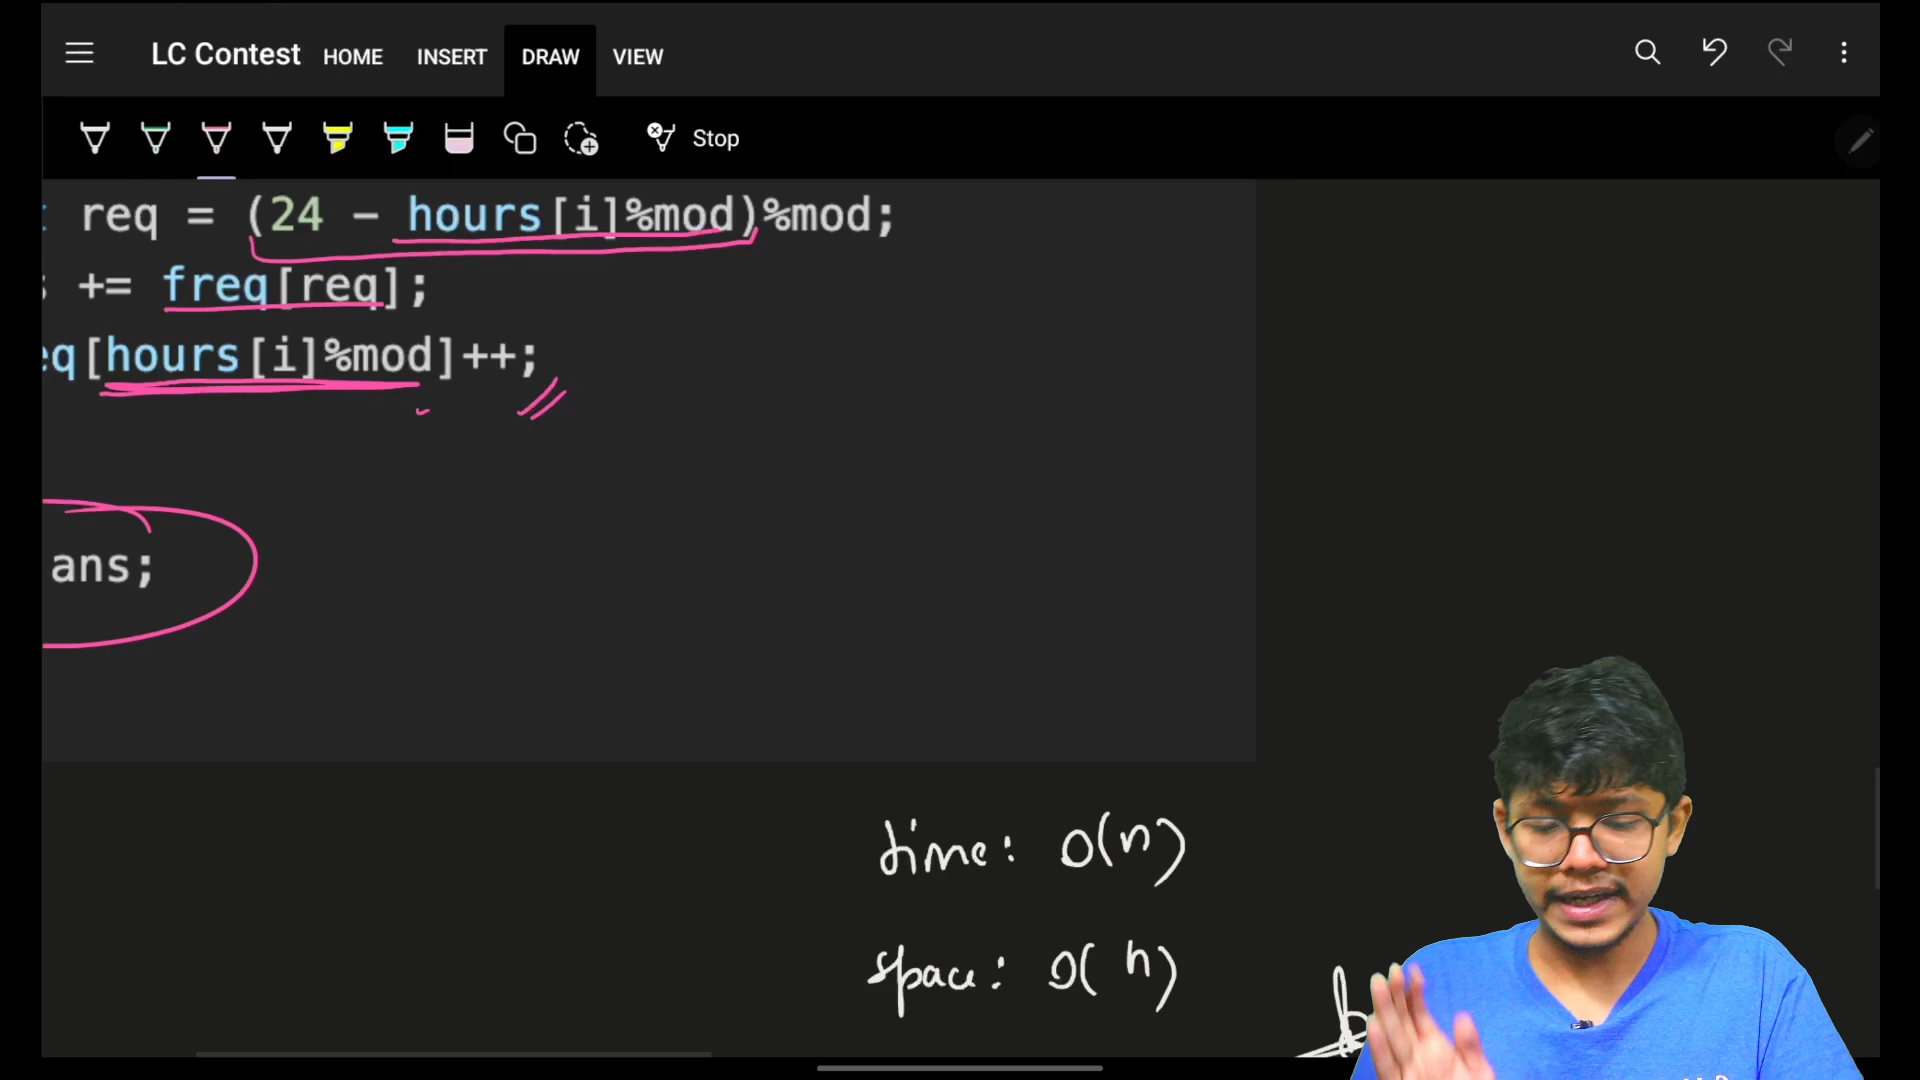 LC Contest HOME INSERT DRAW VIEW
Stop
req = (24 - hours[i]%mod)%mod;
+= freq[req];
eq[hours[i]%mod]++;
ans;
time: O(n)
space: O(n)